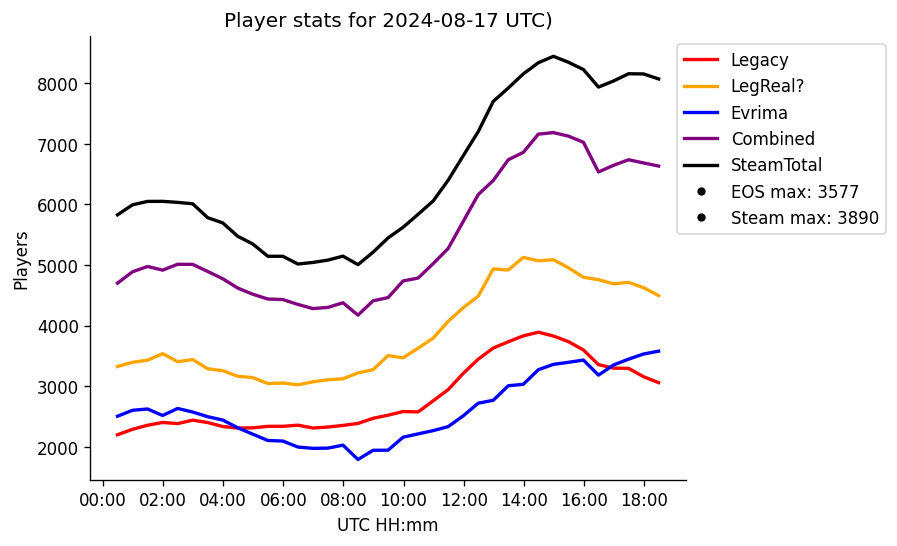 Player stats for 2024-08-17 UTC)
Legacy
LegReal?
Evrima
Combined
SteamTotal
EOS max: 3577
Steam max: 3890
Players
8000
7000
6000
5000
4000
3000
2000
00:00 02:00 04:00 06:00 08:00 10:00 12:00 14:00 16:00 18:00
UTC HH:mm